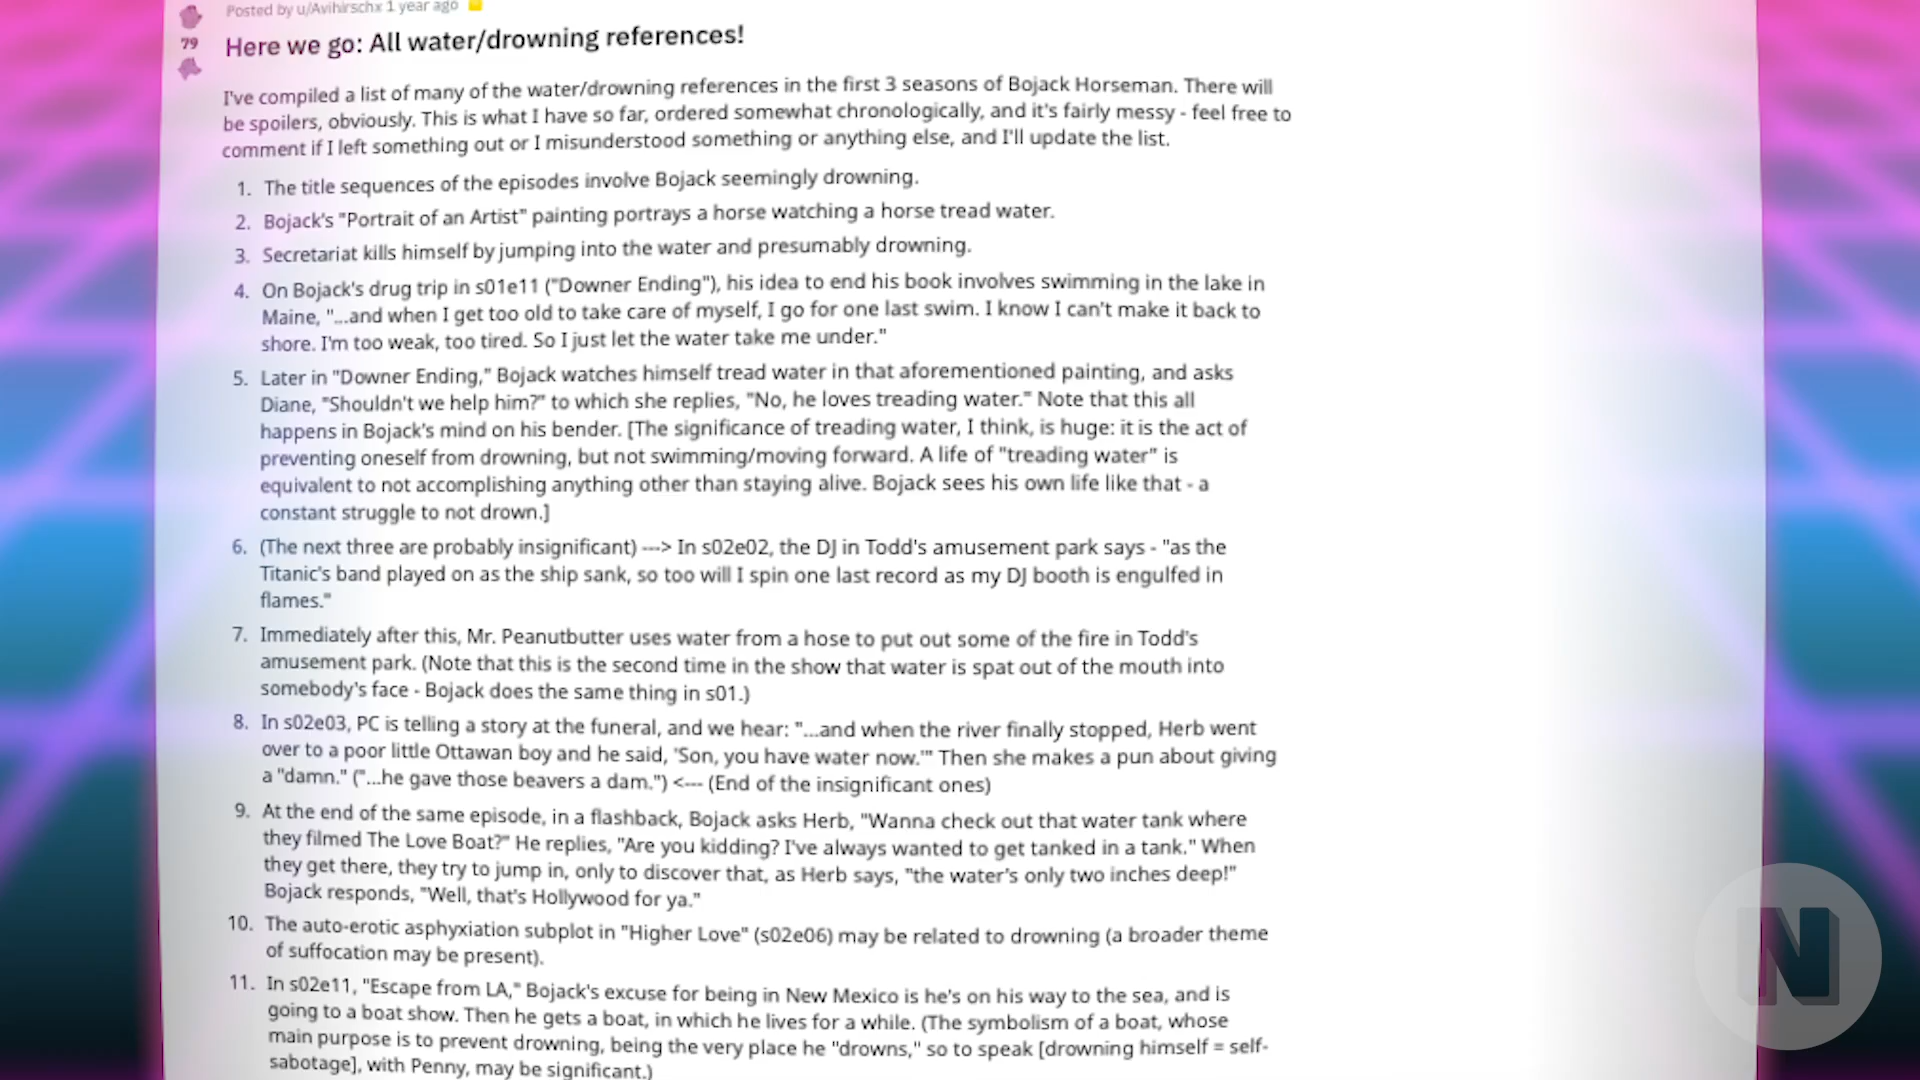 Posted by u/Avihirschx 1 year ago
79
Here we go: All water/drowning references!
I've compiled a list of many of the water/drowning references in the first 3 seasons of Bojack Horseman. There will
be spoilers, obviously. This is what I have so far, ordered somewhat chronologically, and it's fairly messy - feel free to
comment if I left something out or I misunderstood something or anything else, and I'll update the list.
1. The title sequences of the episodes involve Bojack seemingly drowning.
2. Bojack's "Portrait of an Artist" painting portrays a horse watching a horse tread water.
3. Secretariat kills himself by jumping into the water and presumably drowning.
4. On Bojack's drug trip in s01e11 ("Downer Ending"), his idea to end his book involves swimming in the lake in
Maine, "...and when I get too old to take care of myself, I go for one last swim. I know I can't make it back to
shore. I'm too weak, too tired. So I just let the water take me under."
5. Later in "Downer Ending," Bojack watches himself tread water in that aforementioned painting, and asks
Diane, "Shouldn't we help him?" to which she replies, "No, he loves treading water." Note that this all
happens in Bojack's mind on his bender. [The significance of treading water, I think, is huge: it is the act of
preventing oneself from drowning, but not swimming/moving forward. A life of "treading water" is
equivalent to not accomplishing anything other than staying alive. Bojack sees his own life like that - a
constant struggle to not drown.]
6. (The next three are probably insignificant) ---> In s02e02, the DJ in Todd's amusement park says - "as the
Titanic's band played on as the ship sank, so too will I spin one last record as my DJ booth is engulfed in
flames."
7. Immediately after this, Mr. Peanutbutter uses water from a hose to put out some of the fire in Todd's
amusement park. (Note that this is the second time in the show that water is spat out of the mouth into
somebody's face - Bojack does the same thing in s01.)
8. In s02e03, PC is telling a story at the funeral, and we hear: "...and when the river finally stopped, Herb went
over to a poor little Ottawan boy and he said, 'Son, you have water now.'" Then she makes a pun about giving
a "damn." ("...he gave those beavers a dam.") <--- (End of the insignificant ones)
9. At the end of the same episode, in a flashback, Bojack asks Herb, "Wanna check out that water tank where
they filmed The Love Boat?" He replies, "Are you kidding? I've always wanted to get tanked in a tank." When
they get there, they try to jump in, only to discover that, as Herb says, "the water's only two inches deep!"
Bojack responds, "Well, that's Hollywood for ya."
10. The auto-erotic asphyxiation subplot in "Higher Love" (s02e06) may be related to drowning (a broader theme
of suffocation may be present).
11. In s02e11, "Escape from LA," Bojack's excuse for being in New Mexico is he's on his way to the sea, and is
going to a boat show. Then he gets a boat, in which he lives for a while. (The symbolism of a boat, whose
main purpose is to prevent drowning, being the very place he "drowns," so to speak [drowning himself = self-
sabotage], with Penny, may be significant.)
N